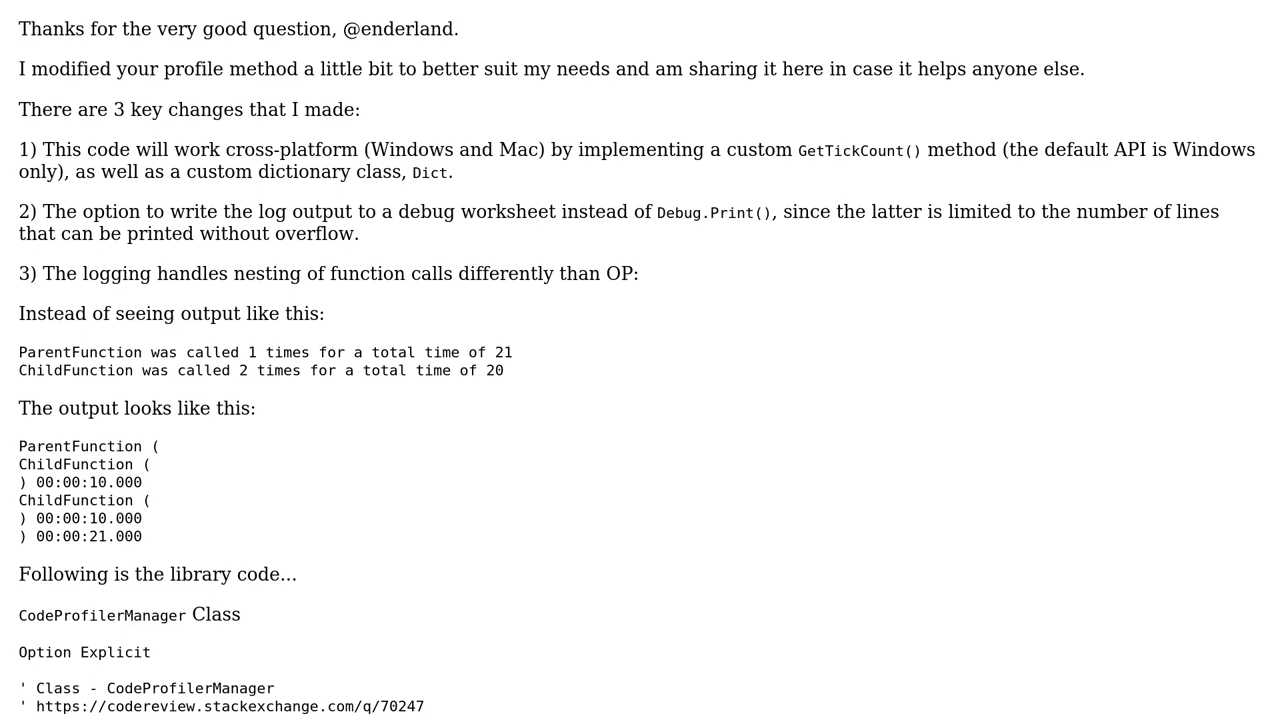 Thanks for the very good question, @enderland.
I modified your profile method a little bit to better suit my needs and am sharing it here in case it helps anyone else.
There are 3 key changes that I made:
1) This code will work cross-platform (Windows and Mac) by implementing a custom GetTickCount() method (the default API is Windows
only), as well as a custom dictionary class, Dict.
2) The option to write the log output to a debug worksheet instead of Debug.Print(), since the latter is limited to the number of lines
that can be printed without overflow.
3) The logging handles nesting of function calls differently than OP:
Instead of seeing output like this:
ParentFunction was called 1 times for a total time of 21
ChildFunction was called 2 times for a total time of 20
The output looks like this:
ParentFunction (
ChildFunction (
) 00:00:10.000
ChildFunction (
) 00:00:10.000
) 00:00:21.000
Following is the library code...
CodeProfilerManager Class
Option Explicit
' Class - CodeProfilerManager
' https://codereview.stackexchange.com/q/70247